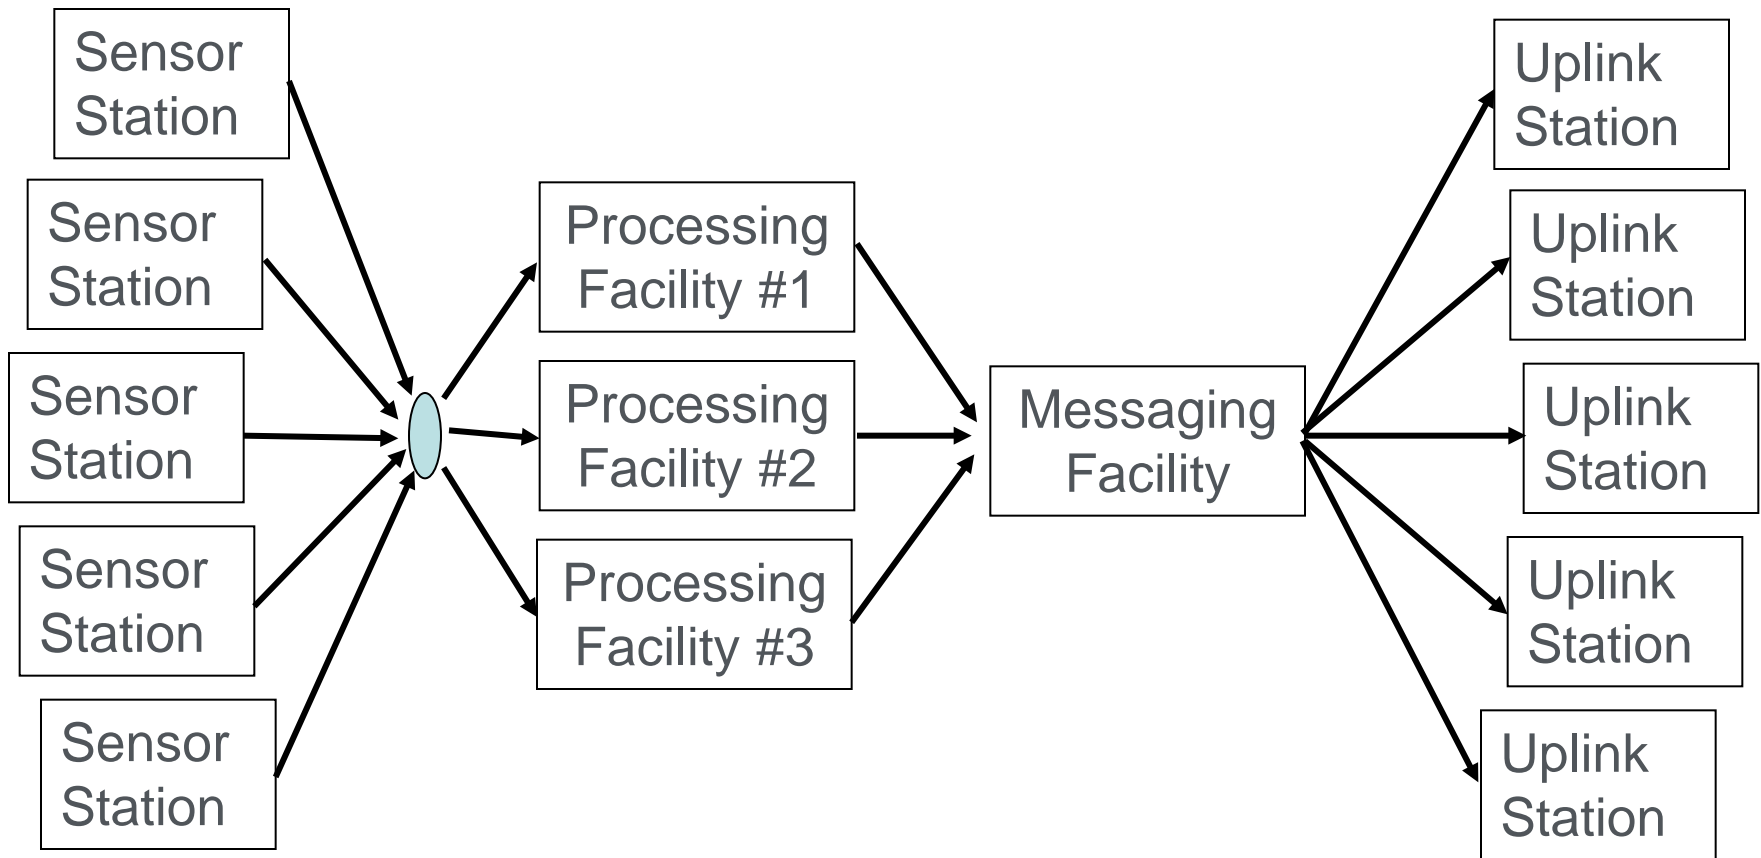 Sensor
Station
Sensor
Station
Sensor
Station
Sensor
Station
Sensor
Station
Processing
Facility #1
Processing
Facility #2
Processing
Facility #3
Messaging
Facility
Uplink
Station
Uplink
Station
Uplink
Station
Uplink
Station
Uplink
Station